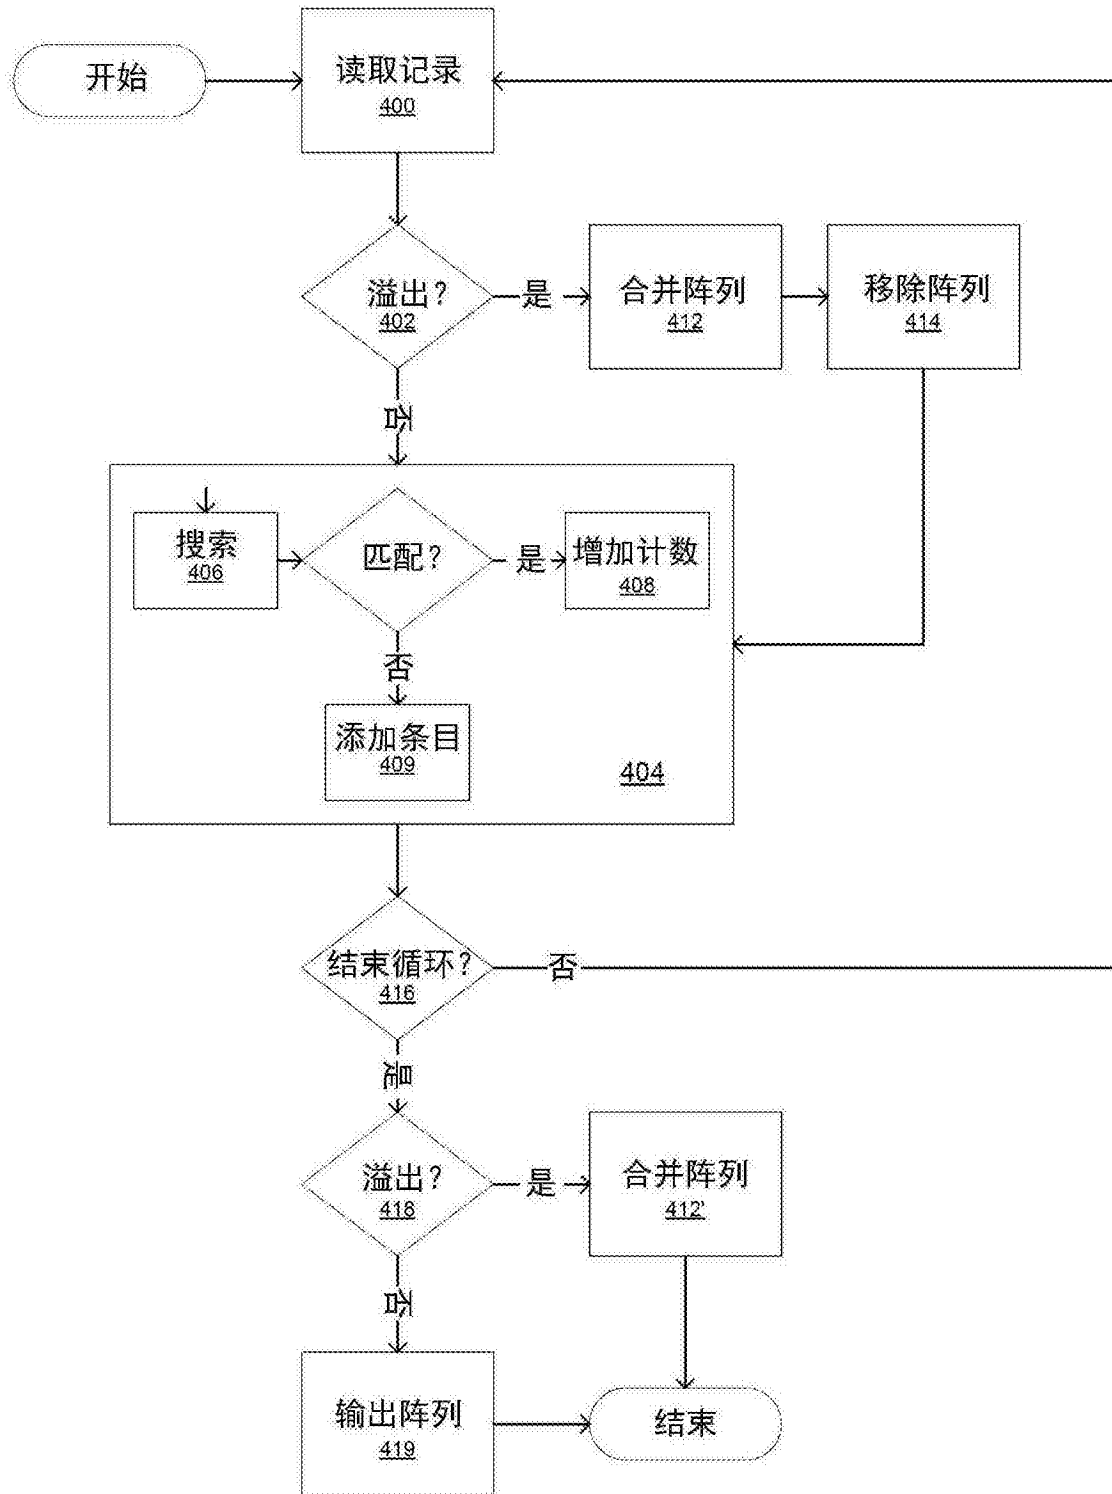 开始
读取记录
400
溢出?
402
是
合并阵列
412
移除阵列
414
否
搜索
406
匹配?
是
增加计数
408
否
添加条目
409
404
结束循环?
416
否
是
溢出?
418
是
合并阵列
412'
否
输出阵列
419
结束